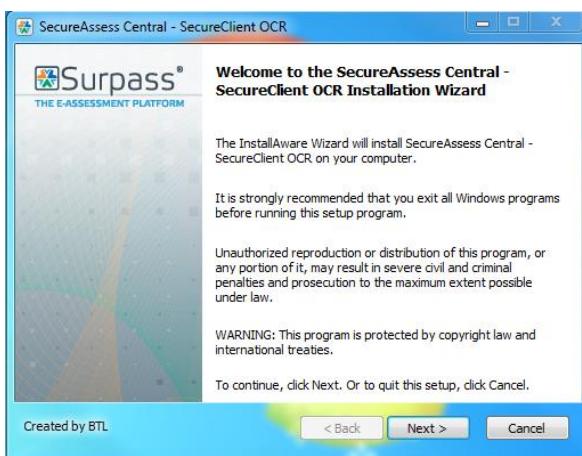 SecureAssess Central - SecureClient OCR
Surpass®
THE E-ASSESSMENT PLATFORM
Welcome to the SecureAssess Central -
SecureClient OCR Installation Wizard
The InstallAware Wizard will install SecureAssess Central -
SecureClient OCR on your computer.
It is strongly recommended that you exit all Windows programs
before running this setup program.
Unauthorized reproduction or distribution of this program, or
any portion of it, may result in severe civil and criminal
penalties and prosecution to the maximum extent possible
under law.
WARNING: This program is protected by copyright law and
international treaties.
To continue, click Next. Or to quit this setup, click Cancel.
Created by BTL
< Back
Next >
Cancel